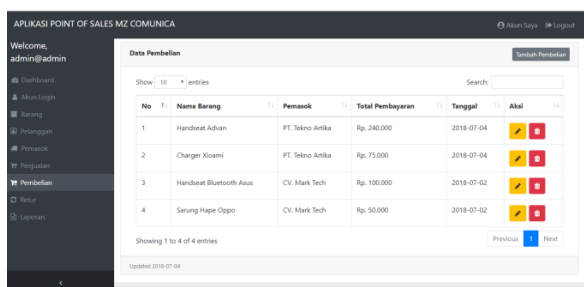 APLIKASI POINT OF SALES MZ COMUNICA
Akun Saya Logout
Welcome,
admin@admin
Dashboard
Akun Login
Barang
Pelanggan
Pemasok
Penjualan
Pembelian
Retur
Laporan
Data Pembelian
Tambah Pembelian
Show 10 entries
Search:
No Nama Barang Pemasok Total Pembayaran Tanggal Aksi
1 Handseat Advan PT. Tekno Artika Rp. 240.000 2018-07-04
2 Charger Xioami PT. Tekno Artika Rp. 75.000 2018-07-04
3 Handseat Bluetooth Asus CV. Mark Tech Rp. 100.000 2018-07-02
4 Sarung Hape Oppo CV. Mark Tech Rp. 50.000 2018-07-02
Showing 1 to 4 of 4 entries
Previous 1 Next
Updated 2018-07-04